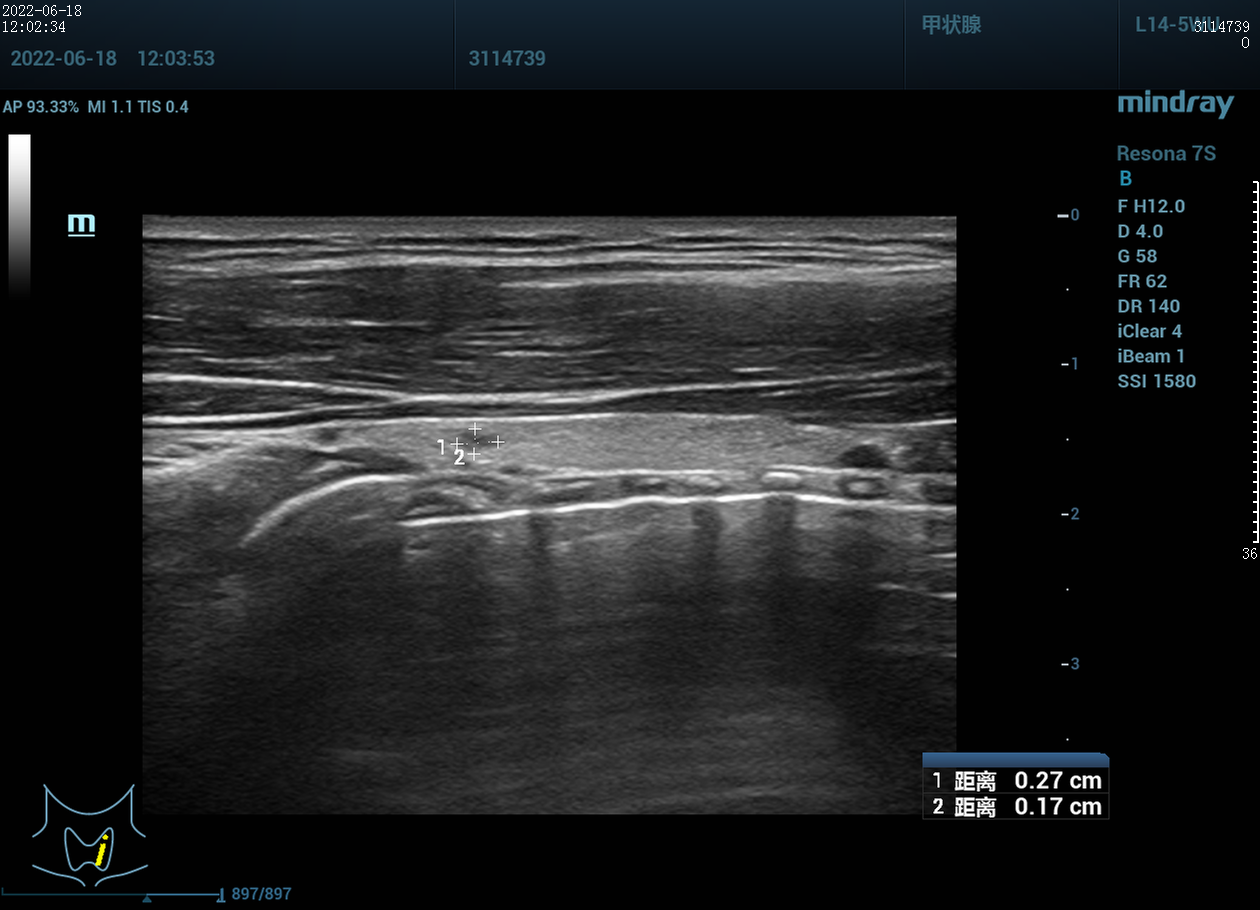 2022-06-18
12:02:34
甲状腺
3114739
0
2022-06-18 12:03:53
3114739
AP 93.33% MI 1.1 TIS 0.4
mindray
Resona 7S
B
F H12.0
D 4.0
G 58
FR 62
DR 140
iClear 4
iBeam 1
SSI 1580
m
0
1
2
3
36
1
2
1 距离 0.27 cm
2 距离 0.17 cm
897/897